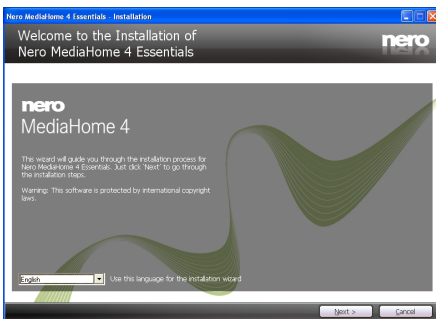 Nero MediaHome 4 Essentials - Installation
Welcome to the Installation of
Nero MediaHome 4 Essentials
nero
nero
MediaHome 4
This wizard will guide you through the installation process for
Nero MediaHome 4 Essentials. Just click 'Next' to go through
the installation steps.
Warning: This software is protected by international copyright
laws.
English
Use this language for the installation wizard
Next >
Cancel